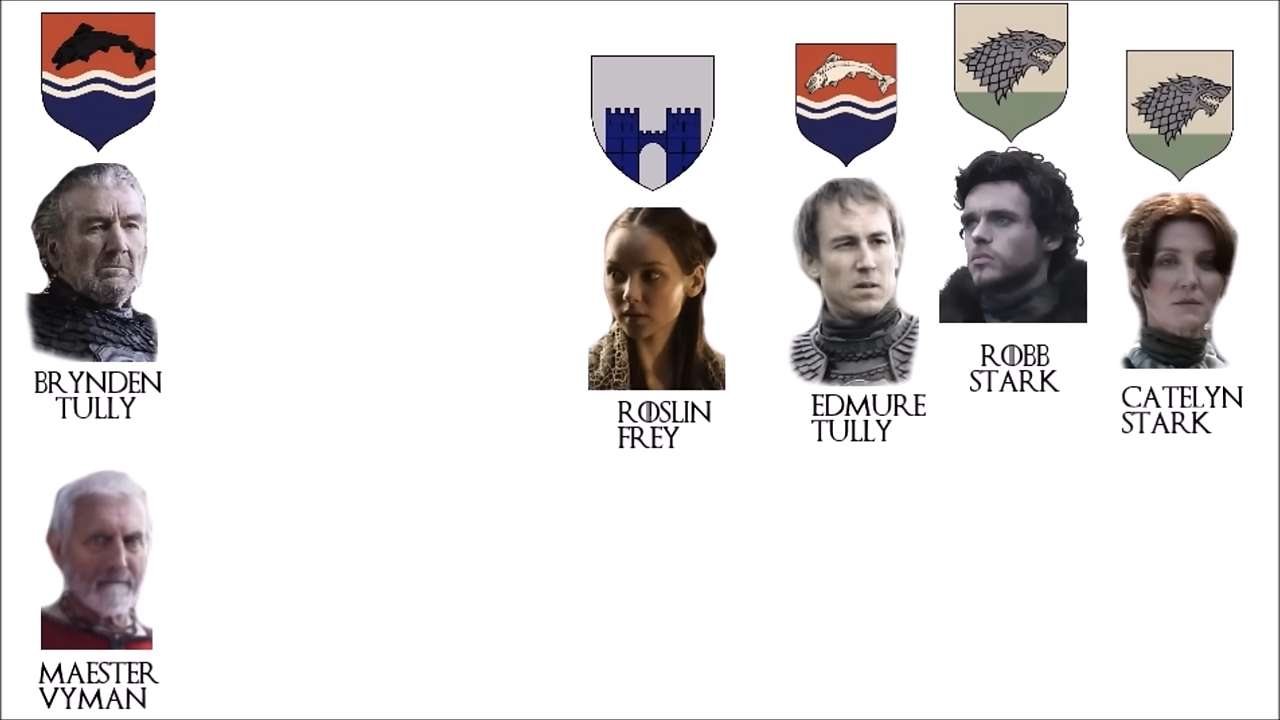 BRYNDEN
TULLY
ROSLIN
FREY
EDMURE
TULLY
ROBB
STARK
CATELYN
STARK
MAESTER
VYMAN